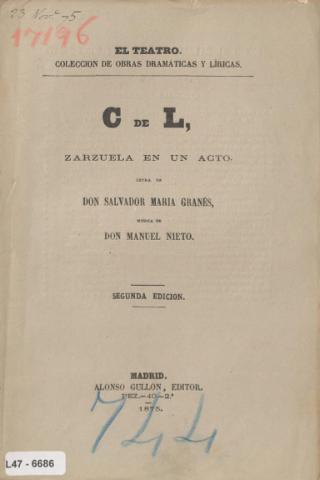 23 Novᵉ 75
17196
EL TEATRO.
COLECCION DE OBRAS DRAMÁTICAS Y LÍRICAS.
C DE L,
ZARZUELA EN UN ACTO.
LETRA DE
DON SALVADOR MARIA GRANÉS,
MÚSICA DE
DON MANUEL NIETO.
SEGUNDA EDICION.
MADRID.
ALONSO GULLON, EDITOR.
PEZ.—40.—2.º
1875.
744
L47 - 6686